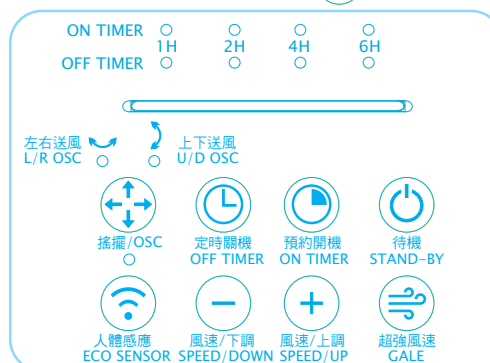 ON TIMER
1H 2H 4H 6H
OFF TIMER
左右送風 上下送風
L/R OSC U/D OSC
搖擺/OSC 定時關機 預約開機 待機
OFF TIMER ON TIMER STAND-BY
人體感應 風速/下調 風速/上調 超強風速
ECO SENSOR SPEED/DOWN SPEED/UP GALE